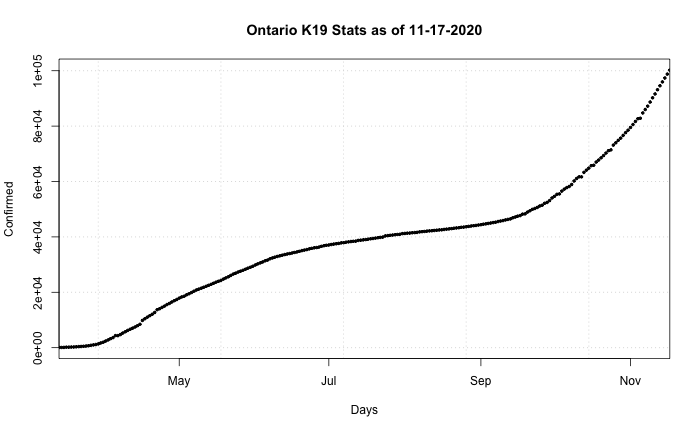 Ontario K19 Stats as of 11-17-2020
Confirmed
1e+05
8e+04
6e+04
4e+04
2e+04
0e+00
May Jul Sep Nov
Days